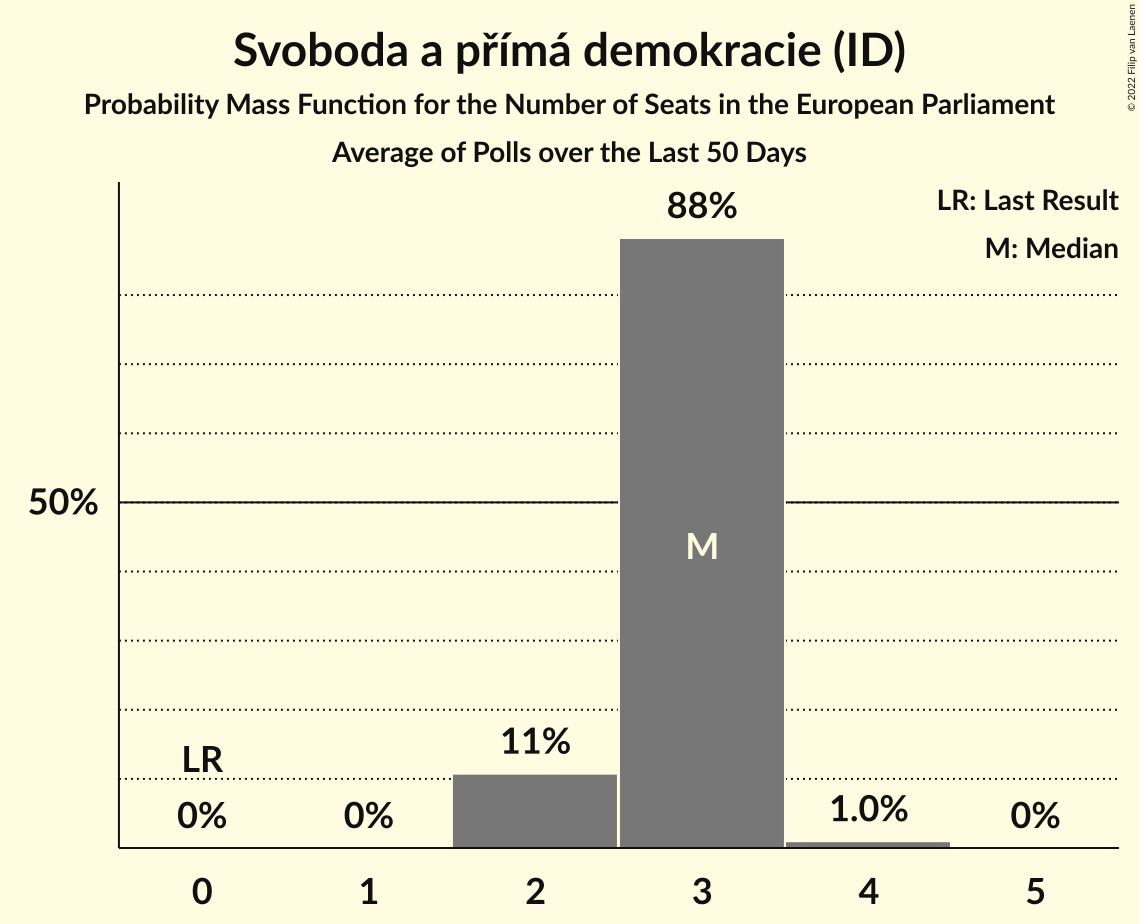 Svoboda a přímá demokracie (ID)
Probability Mass Function for the Number of Seats in the European Parliament
Average of Polls over the Last 50 Days
© 2022 Filip van Laenen
LR: Last Result
M: Median
88%
50%
M
11%
LR
0%
0%
1.0%
0%
0 1 2 3 4 5